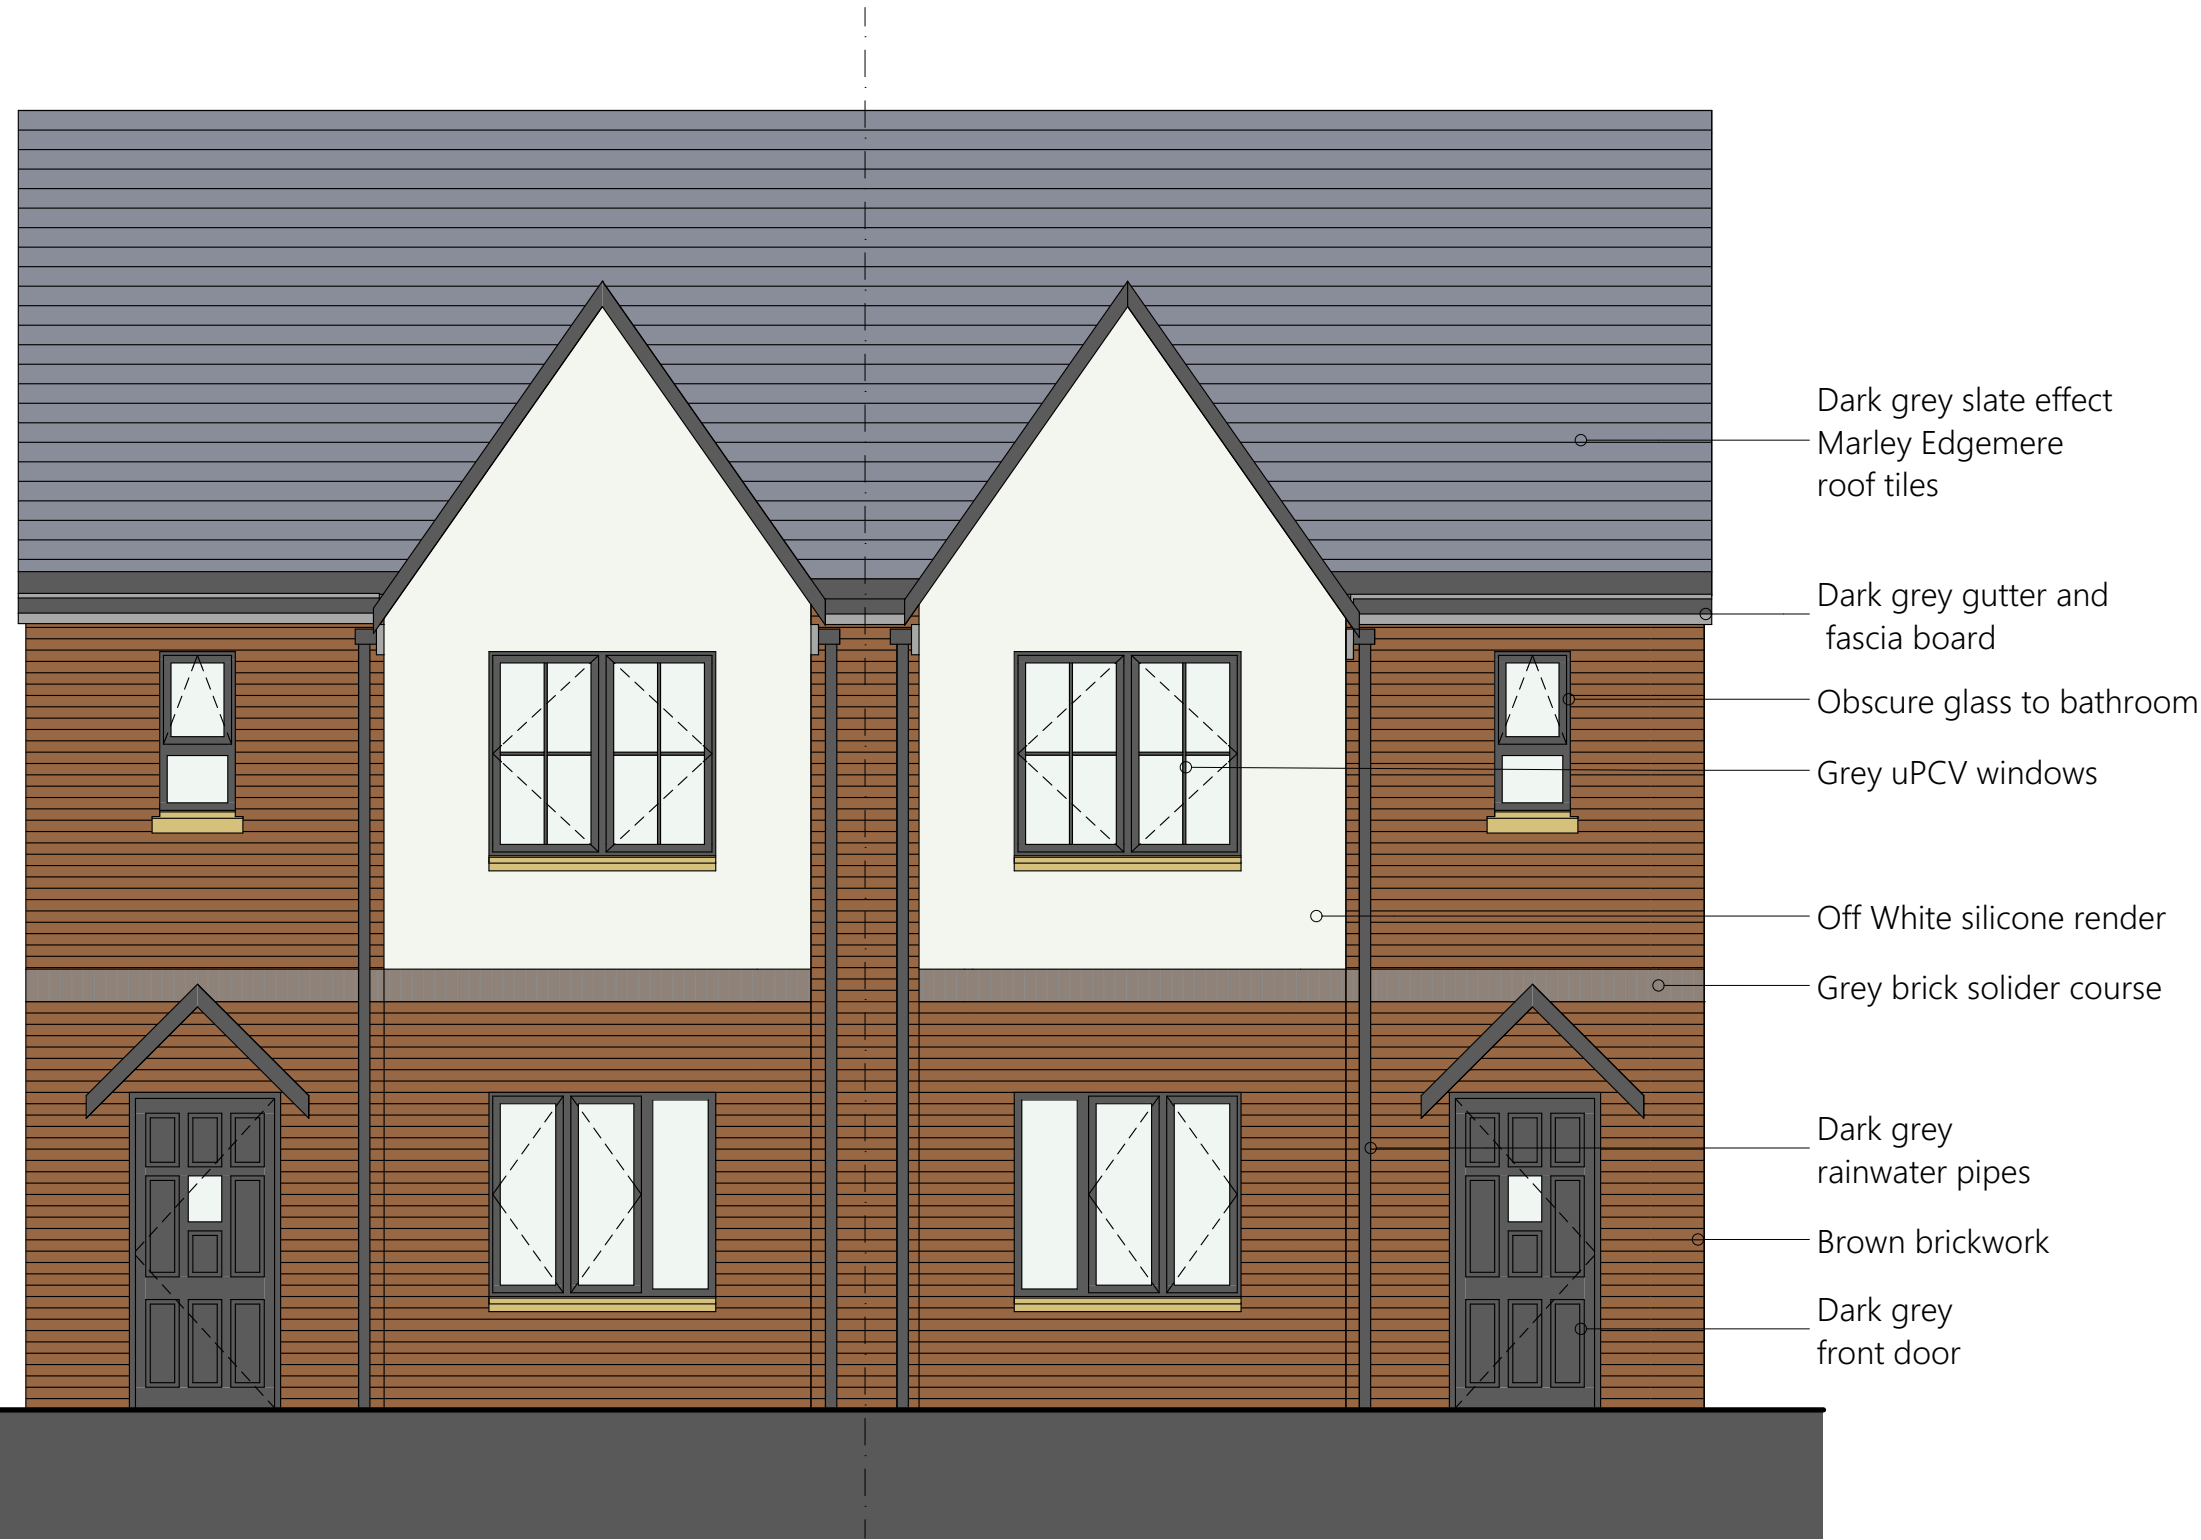 Dark grey slate effect
Marley Edgemere
roof tiles
Dark grey gutter and
fascia board
Obscure glass to bathroom
Grey uPCV windows
Off White silicone render
Grey brick solider course
Dark grey
rainwater pipes
Brown brickwork
Dark grey
front door